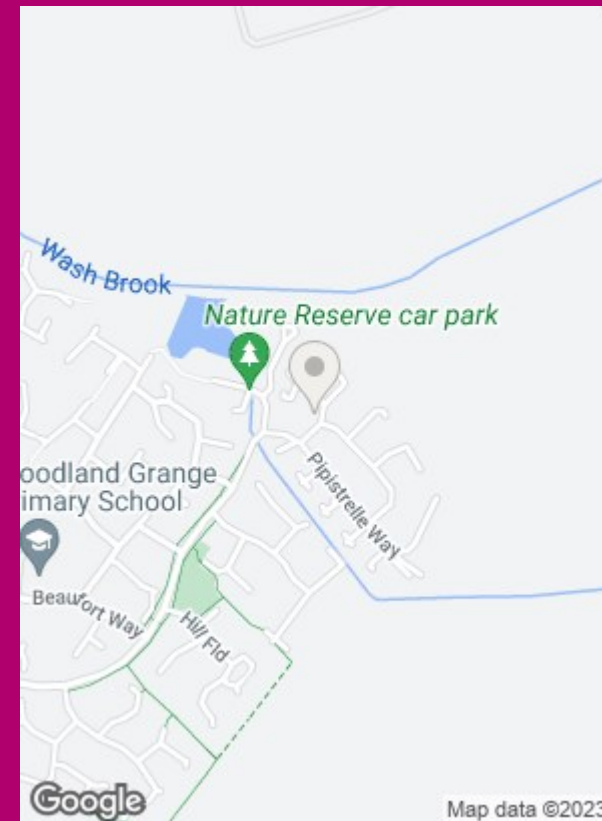 Wash Brook
Nature Reserve car park
oodland Grange
imary School
Pipistrelle Way
Beaufort Way
Hill Fld
Google
Map data ©2023